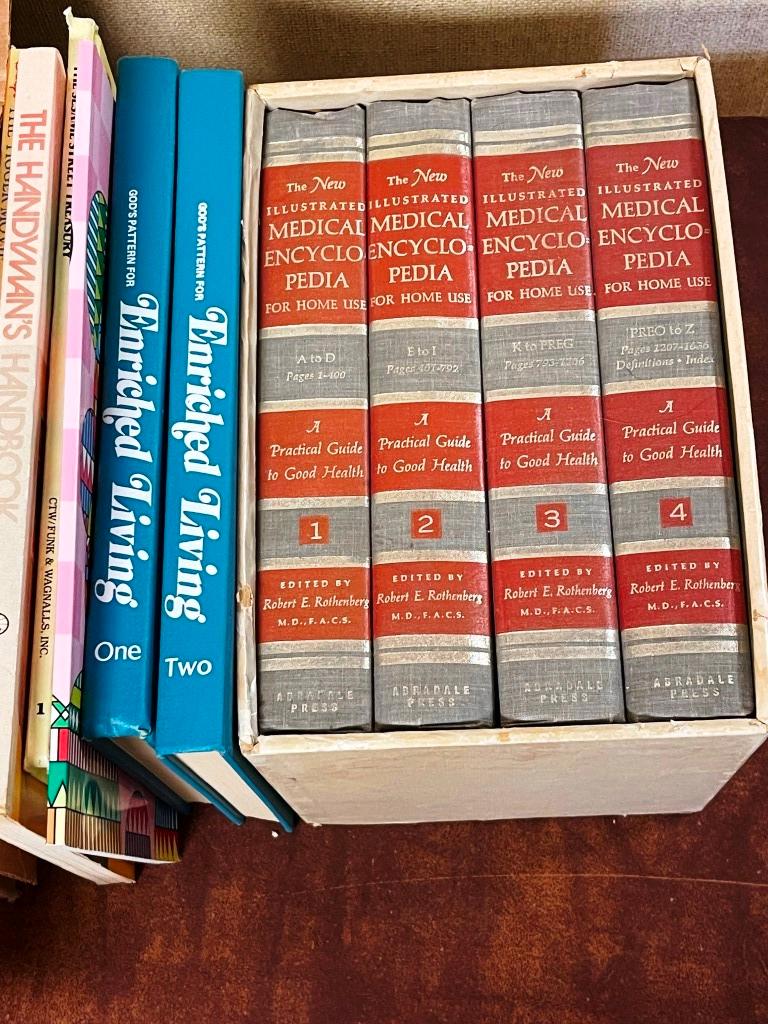 THE HANDYMAN'S HANDBOOK
THE SESAME STREET TREASURY
CTW/FUNK & WAGNALLS, INC.
1
GOD'S PATTERN FOR
Enriched Living
One
GOD'S PATTERN FOR
Enriched Living
Two
The New
ILLUSTRATED
MEDICAL
ENCYCLO=
PEDIA
FOR HOME USE
A to D
Pages 1-400
A
Practical Guide
to Good Health
1
EDITED BY
Robert E. Rothenberg
M.D., F.A.C.S.
ABRADALE
PRESS
The New
ILLUSTRATED
MEDICAL
ENCYCLO=
PEDIA
FOR HOME USE
E to I
Pages 401-792
A
Practical Guide
to Good Health
2
EDITED BY
Robert E. Rothenberg
M.D., F.A.C.S.
ABRADALE
PRESS
The New
ILLUSTRATED
MEDICAL
ENCYCLO=
PEDIA
FOR HOME USE
K to PREG
Pages 793-1206
A
Practical Guide
to Good Health
3
EDITED BY
Robert E. Rothenberg
M.D., F.A.C.S.
ABRADALE
PRESS
The New
ILLUSTRATED
MEDICAL
ENCYCLO=
PEDIA
FOR HOME USE
PREO to Z
Pages 1207-1636
Definitions • Index
A
Practical Guide
to Good Health
4
EDITED BY
Robert E. Rothenberg
M.D., F.A.C.S.
ABRADALE
PRESS